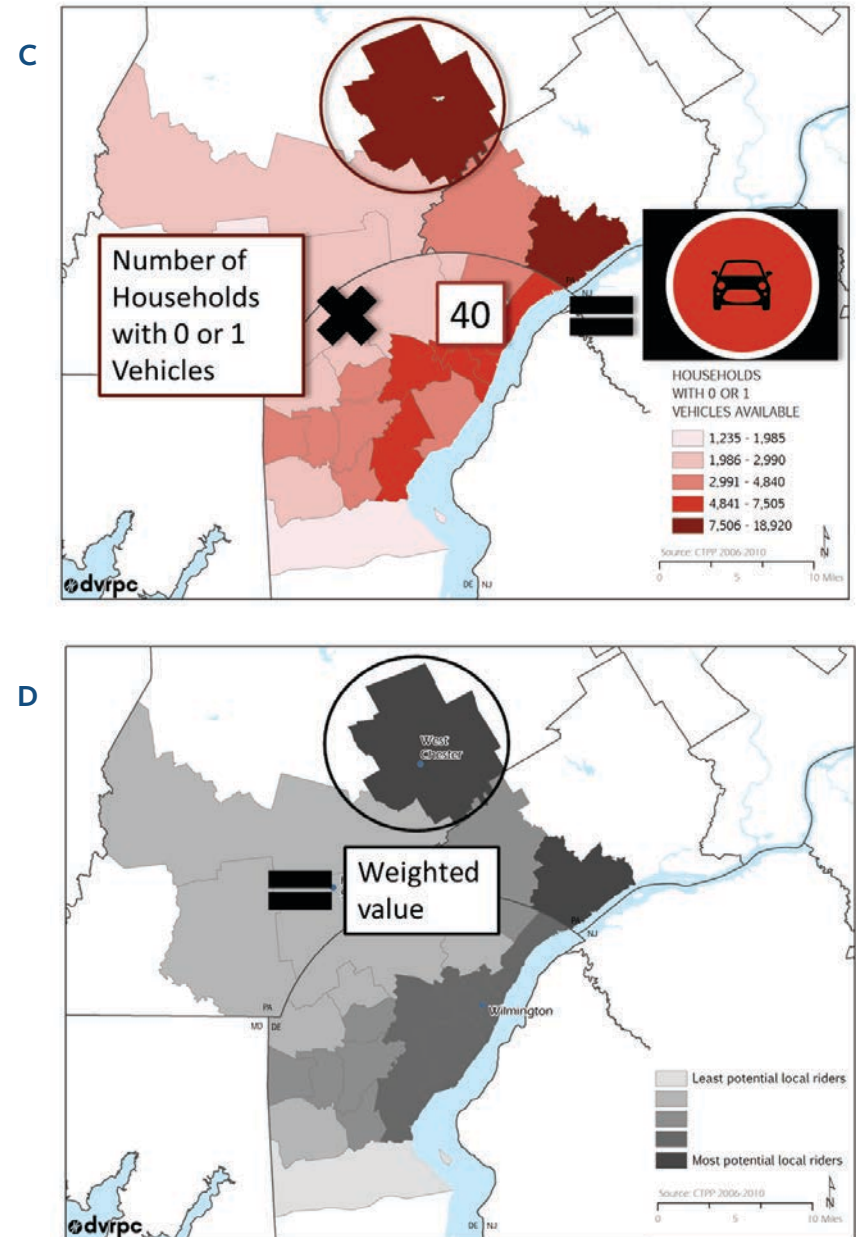 C
Number of
Households
with 0 or 1
Vehicles
40
NJ
HOUSEHOLDS
WITH 0 OR 1
VEHICLES AVAILABLE
1,235 - 1,985
1,986 - 2,990
2,991 - 4,840
4,841 - 7,505
7,506 - 18,920
Source: CTPP 2006-2010
N
0 5 10 Miles
DE NJ
dvrpc
D
West
Chester
Weighted
value
PA
NJ
Wilmington
PA
MD DE
Least potential local riders
Most potential local riders
Source: CTPP 2006-2010
N
0 5 10 Miles
DE NJ
dvrpc